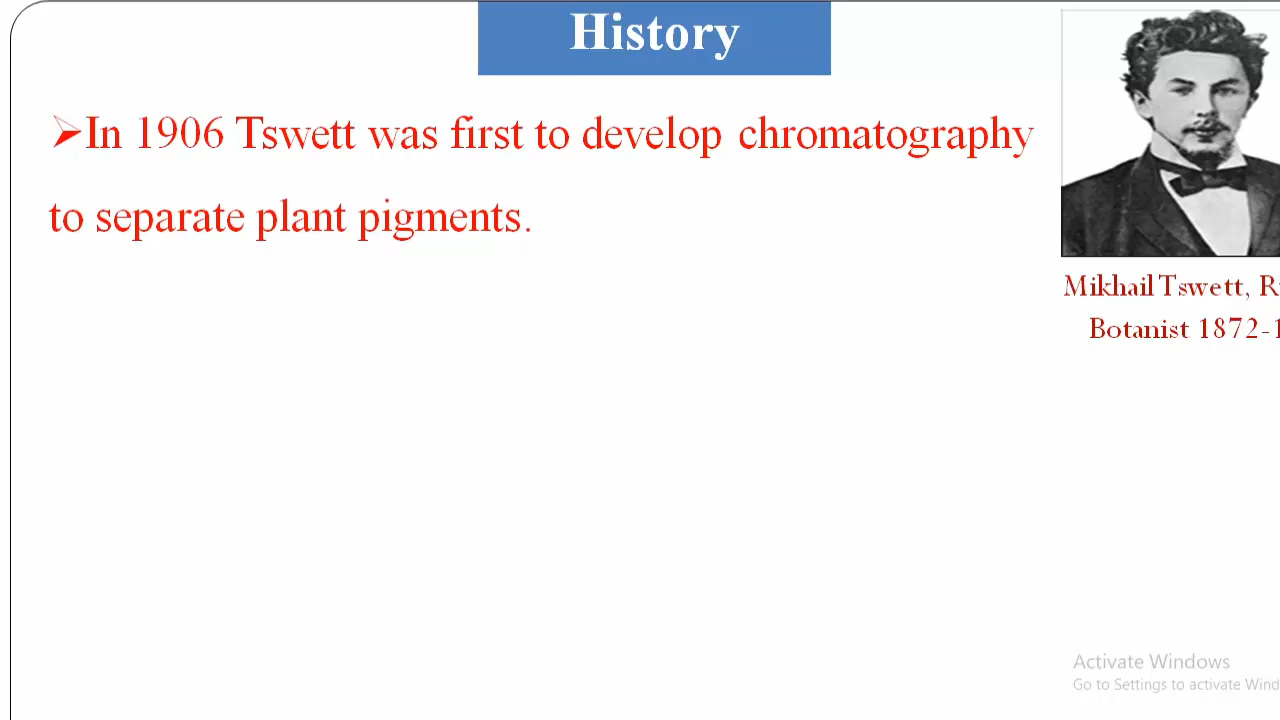 History
➢In 1906 Tswett was first to develop chromatography
to separate plant pigments.
Mikhail Tswett,
Botanist 1872-
Activate Windows
Go to Settings to activate